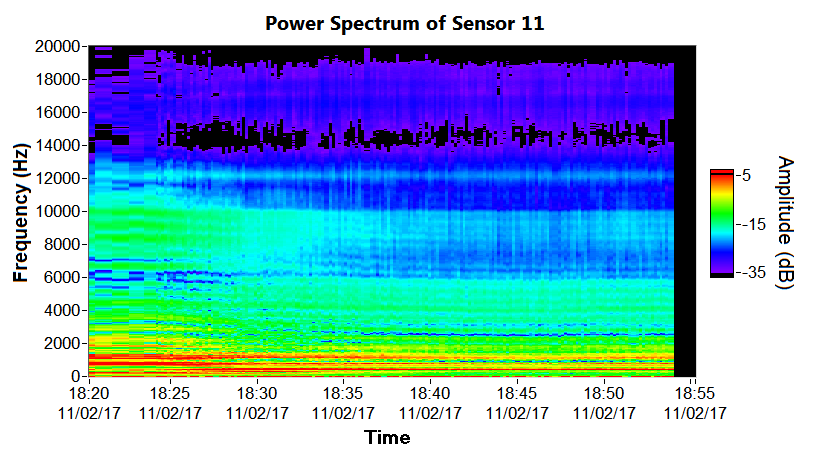 Power Spectrum of Sensor 11
Frequency (Hz)
20000
18000
16000
14000
12000
10000
8000
6000
4000
2000
0
18:20 18:25 18:30 18:35 18:40 18:45 18:50 18:55
11/02/17 11/02/17 11/02/17 11/02/17 11/02/17 11/02/17 11/02/17 11/02/17
Time
5
-15
-35
Amplitude (dB)